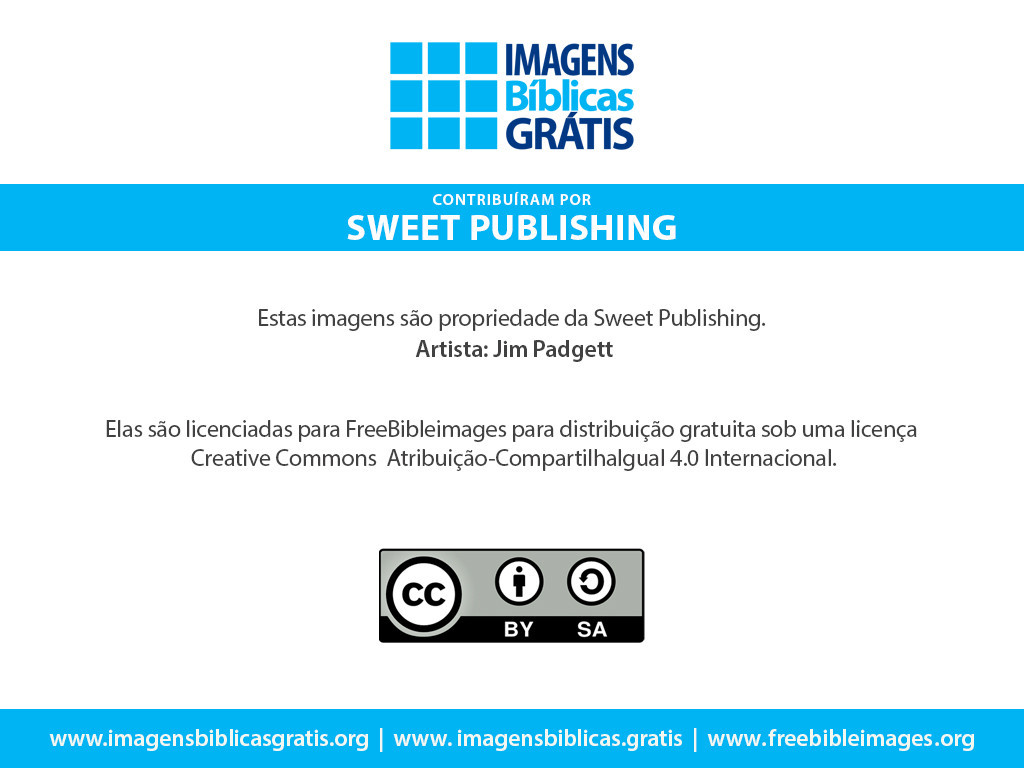 IMAGENS
Bíblicas
GRÁTIS
CONTRIBUÍRAM POR
SWEET PUBLISHING
Estas imagens são propriedade da Sweet Publishing.
Artista: Jim Padgett
Elas são licenciadas para FreeBibleimages para distribuição gratuita sob uma licença
Creative Commons  Atribuição-CompartilhaIgual 4.0 Internacional.
cc
BY SA
www.imagensbiblicasgratis.org | www. imagensbiblicas.gratis | www.freebibleimages.org